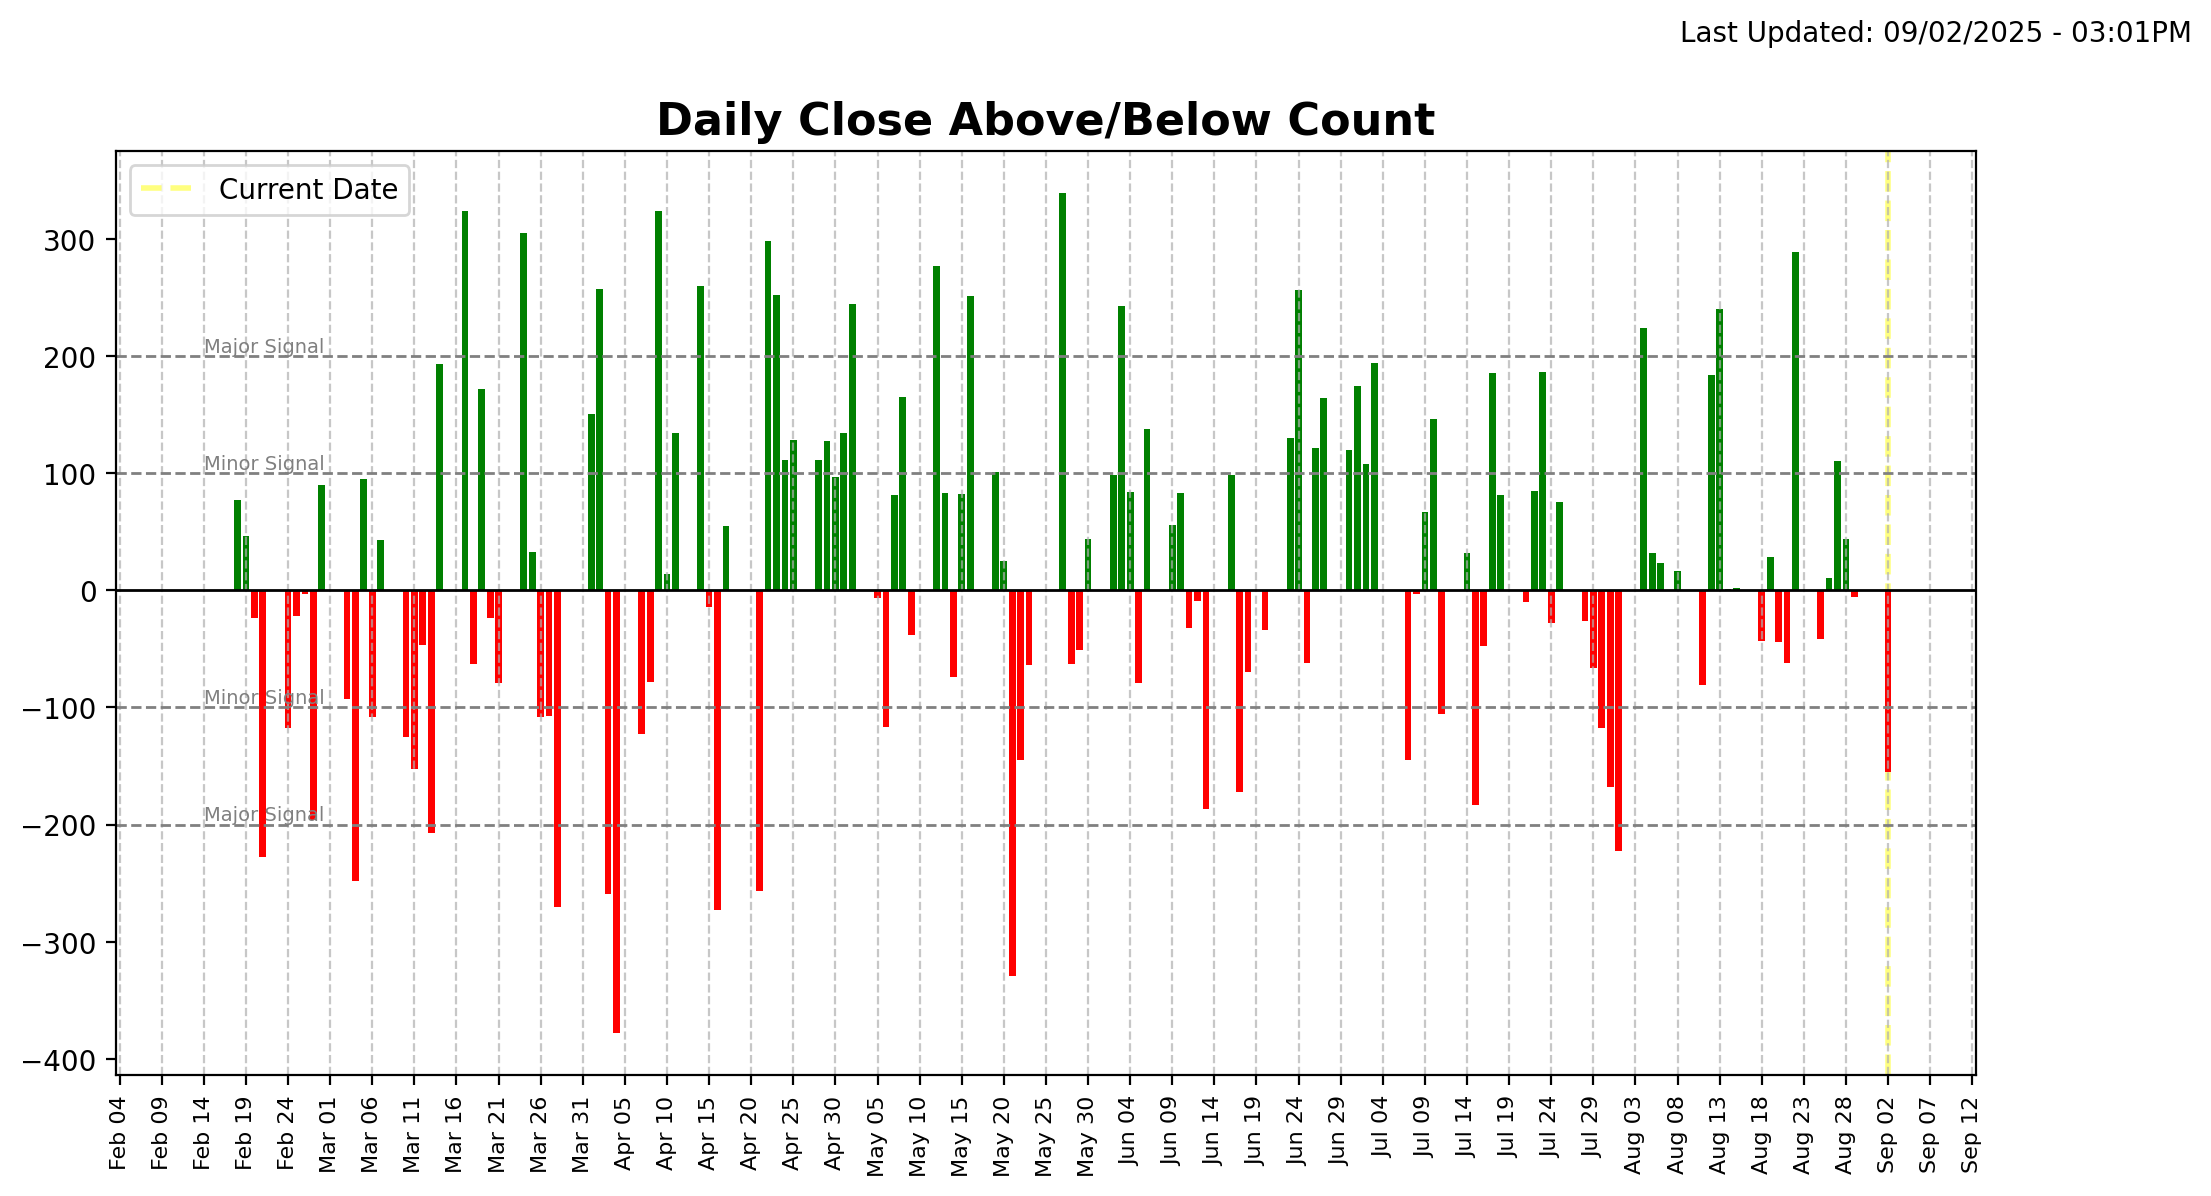 Last Updated: 09/02/2025 - 03:01PM
Daily Close Above/Below Count
Current Date
300
200
100
0
−100
−200
−300
−400
Major Signal
Minor Signal
Minor Signal
Major Signal
Feb 04
Feb 09
Feb 14
Feb 19
Feb 24
Mar 01
Mar 06
Mar 11
Mar 16
Mar 21
Mar 26
Mar 31
Apr 05
Apr 10
Apr 15
Apr 20
Apr 25
Apr 30
May 05
May 10
May 15
May 20
May 25
May 30
Jun 04
Jun 09
Jun 14
Jun 19
Jun 24
Jun 29
Jul 04
Jul 09
Jul 14
Jul 19
Jul 24
Jul 29
Aug 03
Aug 08
Aug 13
Aug 18
Aug 23
Aug 28
Sep 02
Sep 07
Sep 12